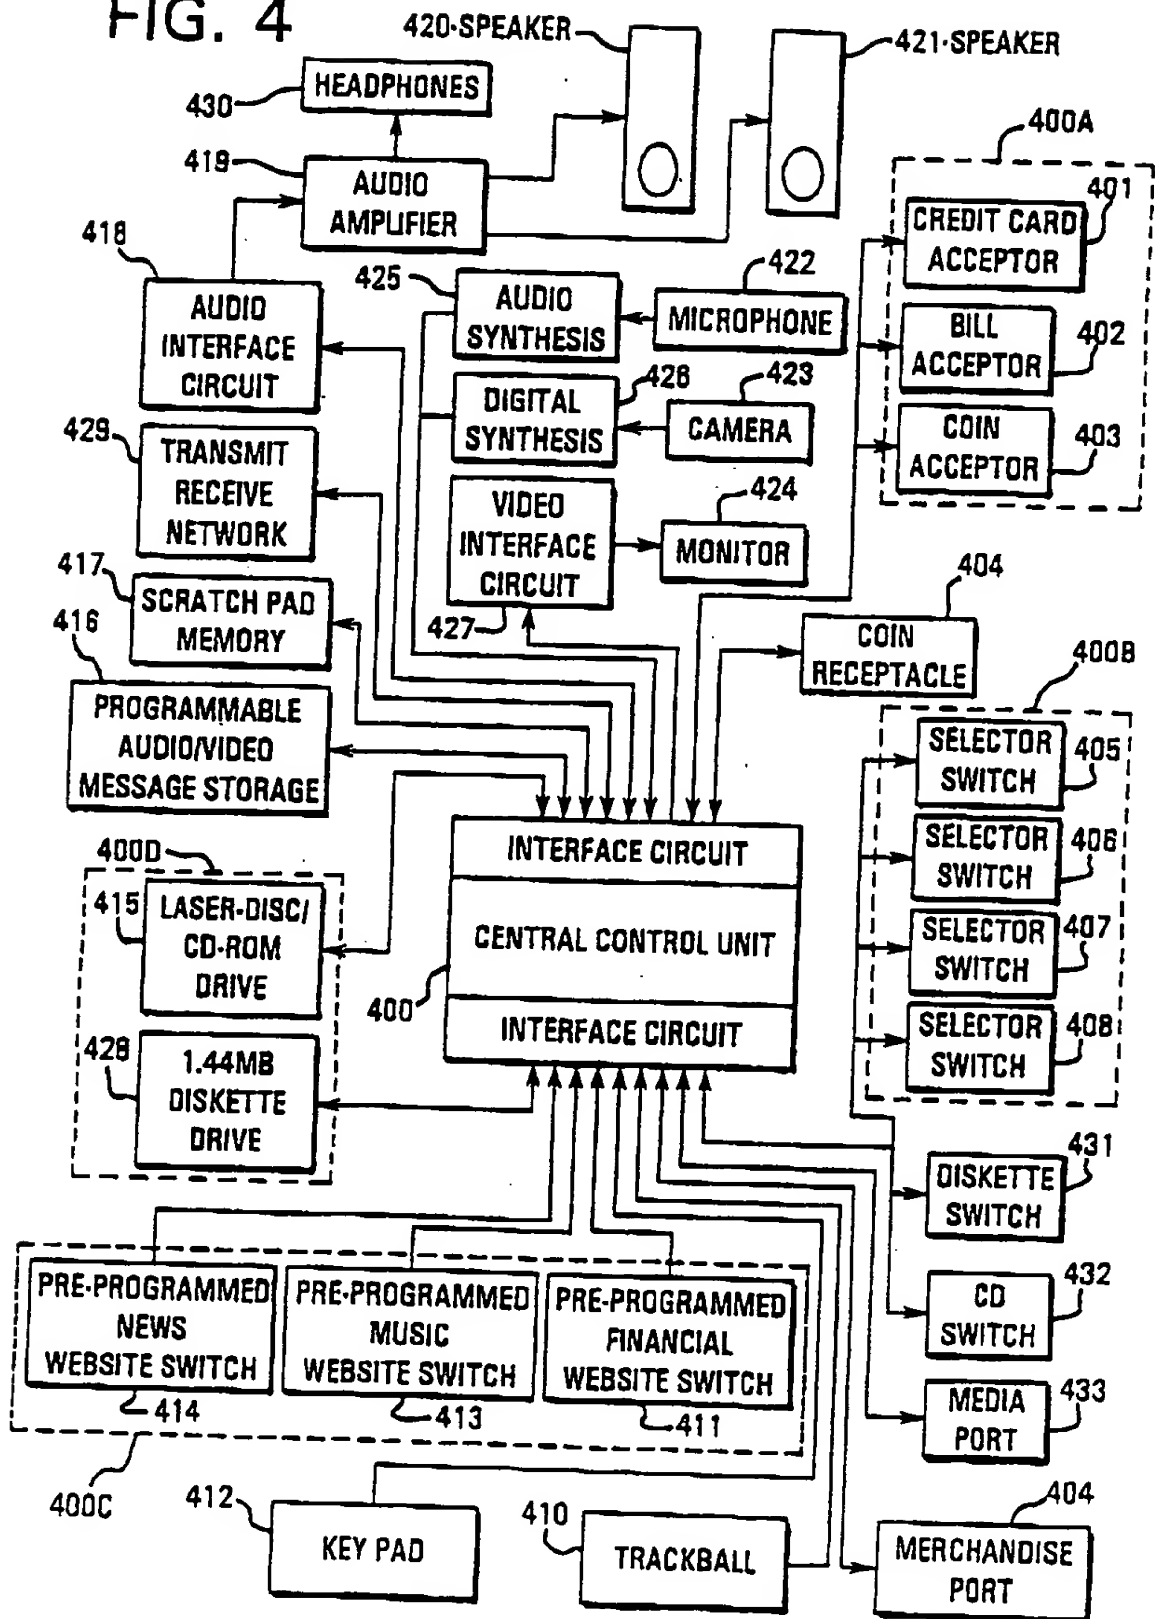 FIG. 4
420-SPEAKER
421-SPEAKER
HEADPHONES
430
400A
419
AUDIO
AMPLIFIER
401
CREDIT CARD
ACCEPTOR
418
AUDIO
INTERFACE
CIRCUIT
425
AUDIO
SYNTHESIS
422
MICROPHONE
BILL
ACCEPTOR
402
426
DIGITAL
SYNTHESIS
423
CAMERA
COIN
ACCEPTOR
403
429
TRANSMIT
RECEIVE
NETWORK
VIDEO
INTERFACE
CIRCUIT
427
424
MONITOR
417
SCRATCH PAD
MEMORY
404
COIN
RECEPTACLE
416
PROGRAMMABLE
AUDIO/VIDEO
MESSAGE STORAGE
400B
SELECTOR
SWITCH
405
SELECTOR
SWITCH
406
SELECTOR
SWITCH
407
SELECTOR
SWITCH
408
400D
415
LASER-DISC/
CD-ROM
DRIVE
428
1.44MB
DISKETTE
DRIVE
INTERFACE CIRCUIT
CENTRAL CONTROL UNIT
400
INTERFACE CIRCUIT
431
DISKETTE
SWITCH
CD
SWITCH
432
MEDIA
PORT
433
PRE-PROGRAMMED
NEWS
WEBSITE SWITCH
414
PRE-PROGRAMMED
MUSIC
WEBSITE SWITCH
413
PRE-PROGRAMMED
FINANCIAL
WEBSITE SWITCH
411
400C
412
KEY PAD
410
TRACKBALL
404
MERCHANDISE
PORT